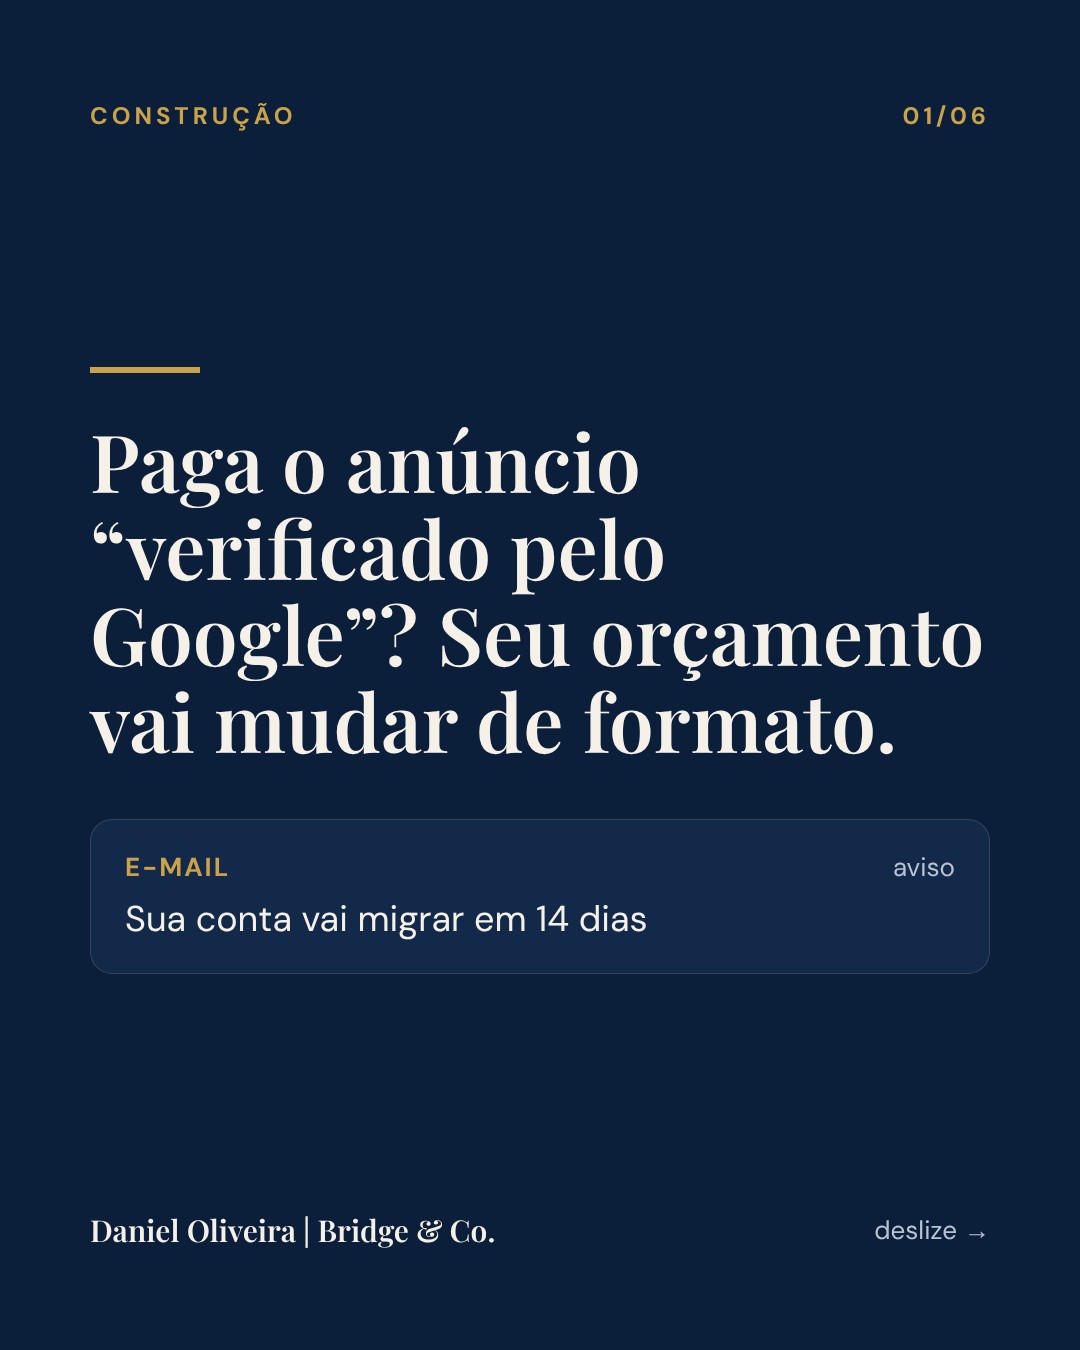 CONSTRUÇÃO
01/06
Paga o anúncio
“verificado pelo
Google”? Seu orçamento
vai mudar de formato.
E-MAIL
aviso
Sua conta vai migrar em 14 dias
Daniel Oliveira | Bridge & Co.
deslize →